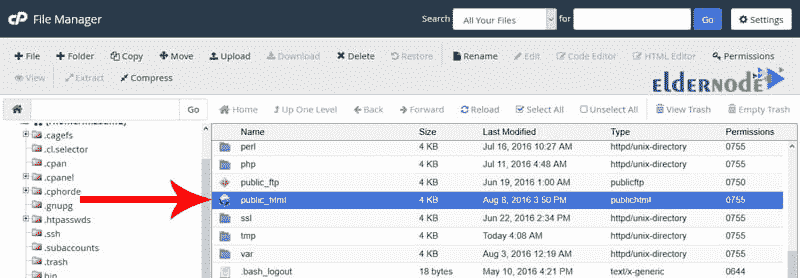 cP File Manager Search All Your Files for Go Settings
+ File + Folder Copy Move Upload Download Delete Restore Rename Edit Code Editor HTML Editor Permissions
View Extract Compress
ELDERNODE
Go Home Up One Level Back Forward Reload Select All Unselect All View Trash Empty Trash
Name Size Last Modified Type Permissions
.cagefs
perl 4 KB Jul 16, 2016 10:27 AM httpd/unix-directory 0755
.cl.selector
php 4 KB Jul 11, 2016 4:48 AM httpd/unix-directory 0755
.cpan
.cpanel
public_ftp 4 KB Jun 19, 2016 1:00 AM publicftp 0750
.cphorde
public_html 4 KB Aug 8, 2016 3:50 PM publichtml 0755
.gnupg
.htpasswds
ssl 4 KB Jun 22, 2016 2:34 PM httpd/unix-directory 0755
.ssh
tmp 4 KB Today 4:08 AM httpd/unix-directory 0755
.subaccounts
var 4 KB Aug 3, 2016 12:19 AM httpd/unix-directory 0755
.trash
.bash_logout 18 bytes May 10, 2016 4:20 AM text/x-generic 0644
bin